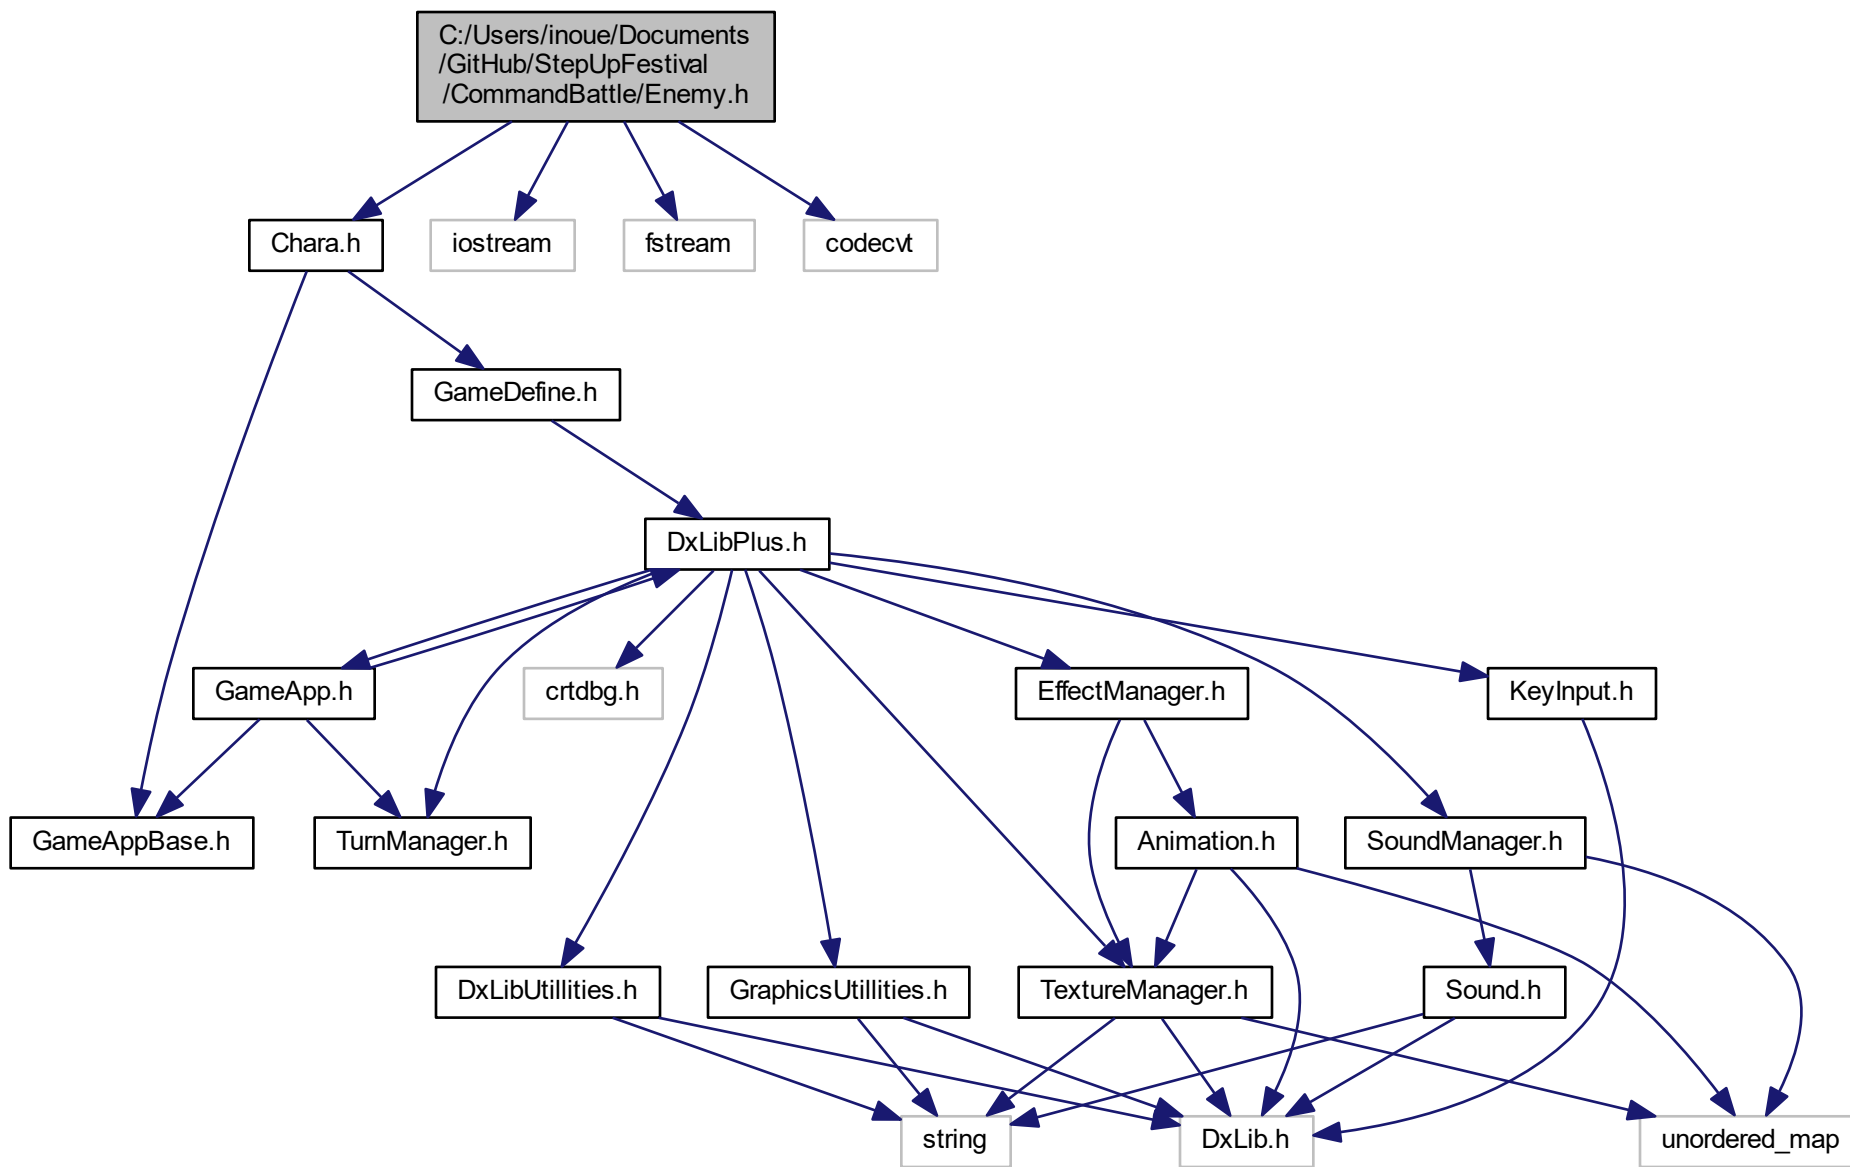 C:/Users/inoue/Documents
/GitHub/StepUpFestival
/CommandBattle/Enemy.h
Chara.h
iostream
fstream
codecvt
GameDefine.h
DxLibPlus.h
GameApp.h
crtdbg.h
EffectManager.h
KeyInput.h
GameAppBase.h
TurnManager.h
Animation.h
SoundManager.h
DxLibUtillities.h
GraphicsUtillities.h
TextureManager.h
Sound.h
string
DxLib.h
unordered_map